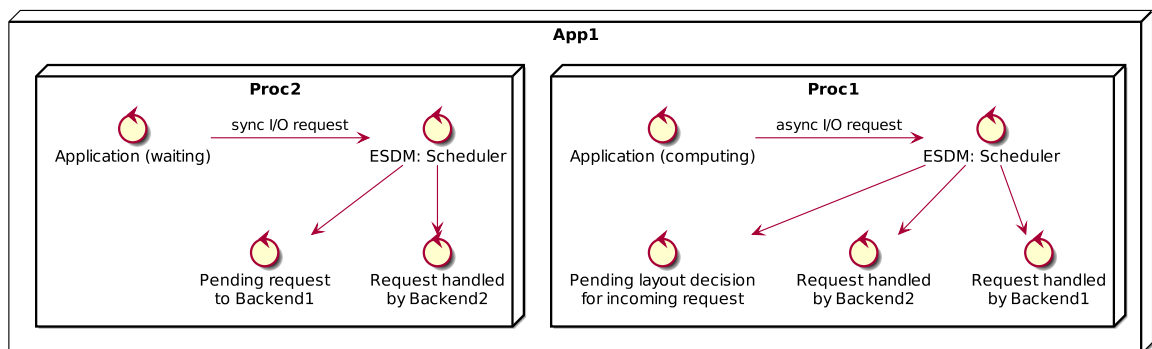 App1
Proc2
Application (waiting)
sync I/O request
ESDM: Scheduler
Pending request
to Backend1
Request handled
by Backend2
Proc1
Application (computing)
async I/O request
ESDM: Scheduler
Pending layout decision
for incoming request
Request handled
by Backend2
Request handled
by Backend1